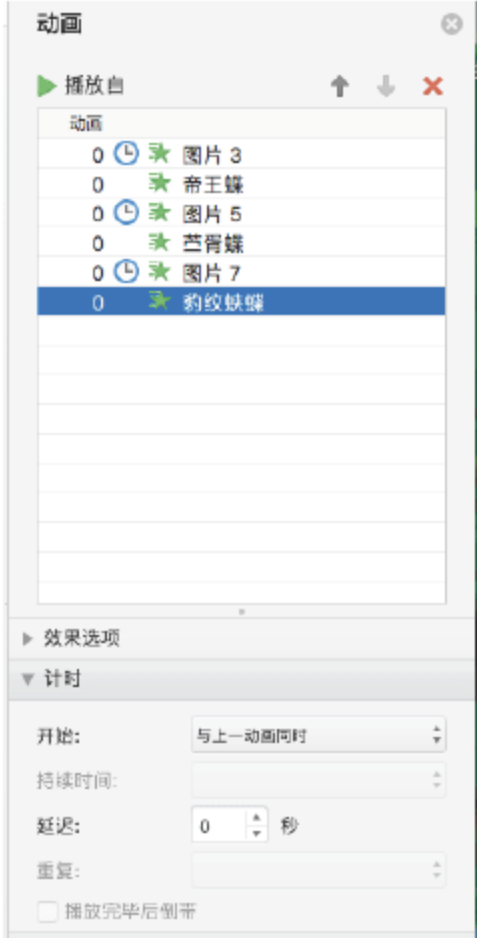 动画
播放自
动画
0 图片 3
0 帝王蝶
0 图片 5
0 苎胥蝶
0 图片 7
0 豹纹蛱蝶
效果选项
计时
开始: 与上一动画同时
持续时间:
延迟: 0 秒
重复:
播放完毕后倒带